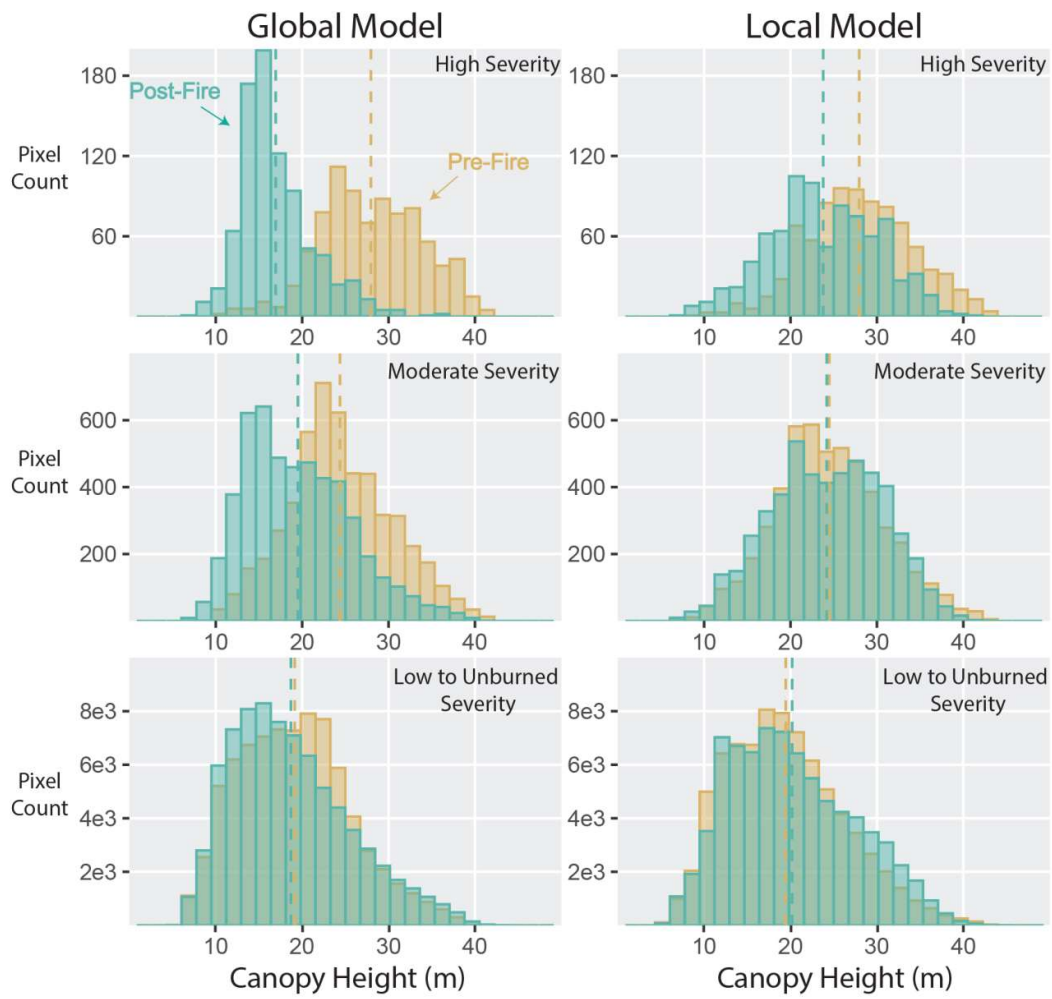 Global Model
Local Model
High Severity
High Severity
Post-Fire
Pre-Fire
Pixel
Count
180
120
60
10 20 30 40
180
120
60
10 20 30 40
Moderate Severity
Moderate Severity
Pixel
Count
600
400
200
10 20 30 40
600
400
200
10 20 30 40
Low to Unburned
Severity
Low to Unburned
Severity
Pixel
Count
8e3
6e3
4e3
2e3
10 20 30 40
8e3
6e3
4e3
2e3
10 20 30 40
Canopy Height (m)
Canopy Height (m)